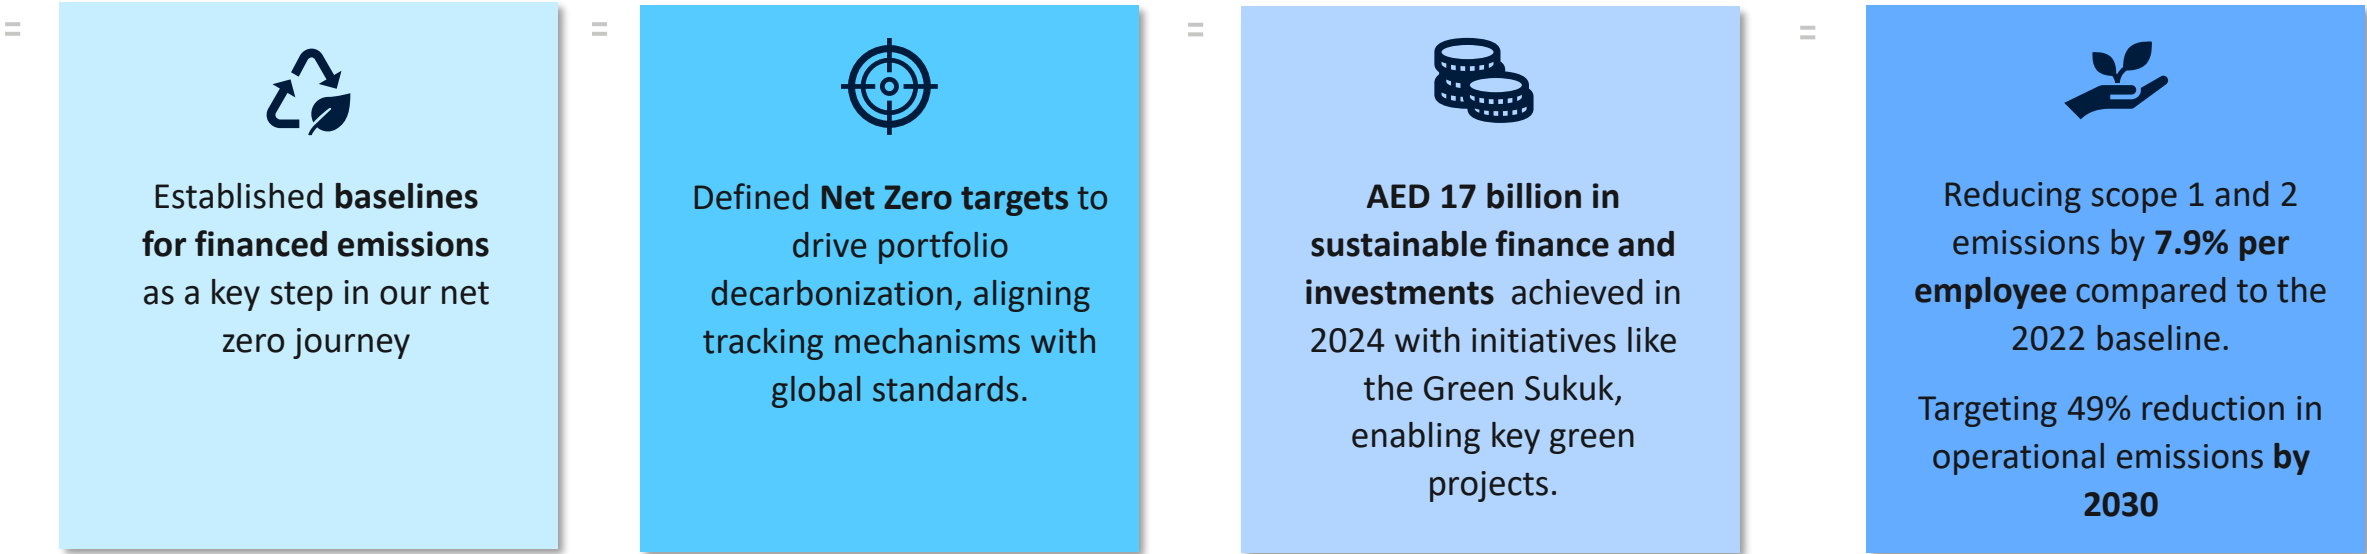 Established baselines
for financed emissions
as a key step in our net
zero journey
Defined Net Zero targets to
drive portfolio
decarbonization, aligning
tracking mechanisms with
global standards.
AED 17 billion in
sustainable finance and
investments achieved in
2024 with initiatives like
the Green Sukuk,
enabling key green
projects.
Reducing scope 1 and 2
emissions by 7.9% per
employee compared to the
2022 baseline.
Targeting 49% reduction in
operational emissions by
2030